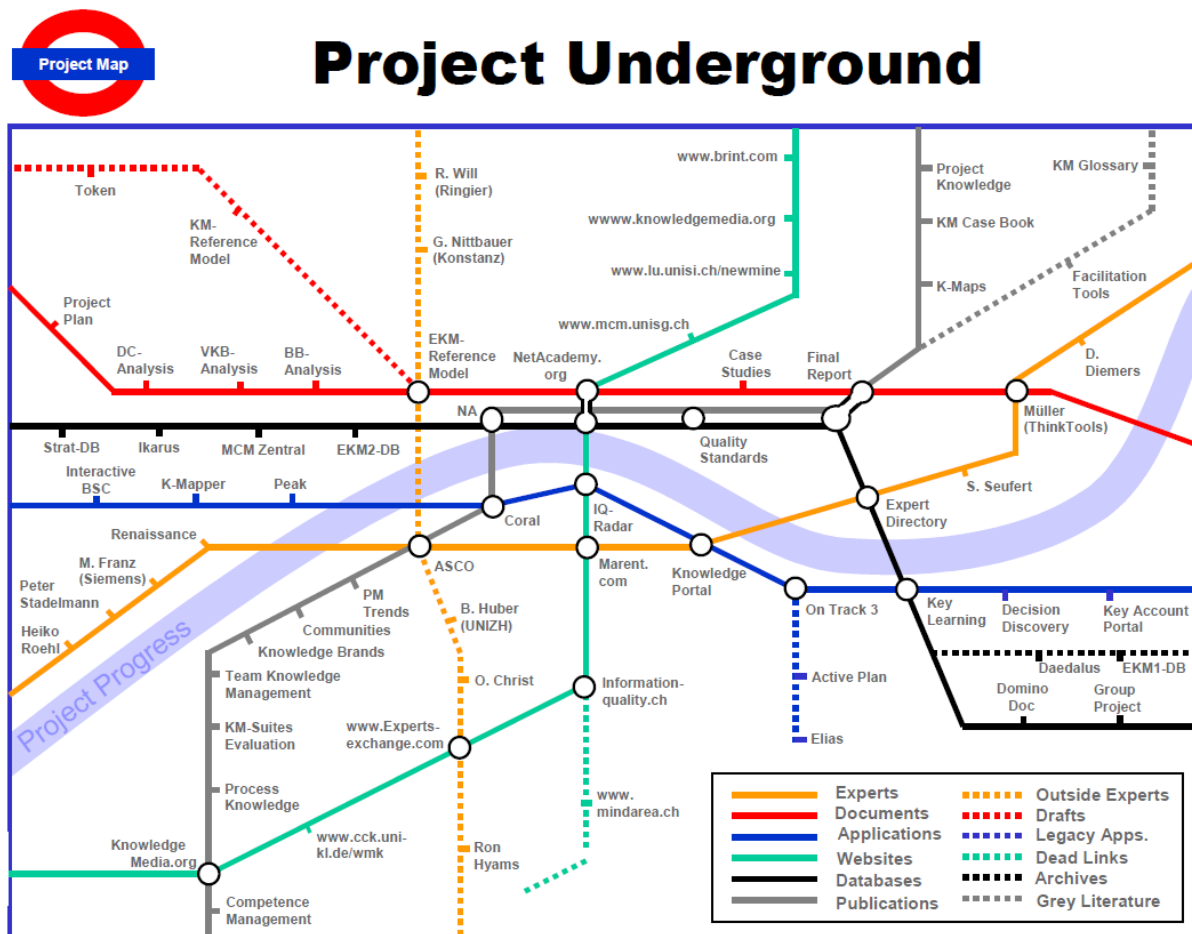 Project Map
Project Underground
Token
KM-
Reference
Model
R. Will
(Ringier)
G. Nittbauer
(Konstanz)
www.brint.com
wwww.knowledgemedia.org
www.lu.unisi.ch/newmine
www.mcm.unisg.ch
Project
Knowledge
KM Case Book
K-Maps
KM Glossary
Facilitation
Tools
Project
Plan
DC-
Analysis
VKB-
Analysis
BB-
Analysis
EKM-
Reference
Model
NetAcademy.
org
Case
Studies
Final
Report
D.
Diemers
Müller
(ThinkTools)
NA
Strat-DB
Ikarus
MCM Zentral
EKM2-DB
Quality
Standards
Interactive
BSC
K-Mapper
Peak
Coral
IQ-
Radar
S. Seufert
Expert
Directory
Renaissance
M. Franz
(Siemens)
Peter
Stadelmann
Heiko
Roehl
ASCO
Marent.
com
Knowledge
Portal
PM
Trends
Communities
Knowledge Brands
B. Huber
(UNIZH)
On Track 3
Key
Learning
Decision
Discovery
Key Account
Portal
Project Progress
Team Knowledge
Management
O. Christ
Information-
quality.ch
Active Plan
Daedalus
EKM1-DB
Domino
Doc
Group
Project
KM-Suites
Evaluation
www.Experts-
exchange.com
Elias
Process
Knowledge
www.
mindarea.ch
www.cck.uni-
kl.de/wmk
Knowledge
Media.org
Ron
Hyams
Competence
Management
Experts
Documents
Applications
Websites
Databases
Publications
Outside Experts
Drafts
Legacy Apps.
Dead Links
Archives
Grey Literature